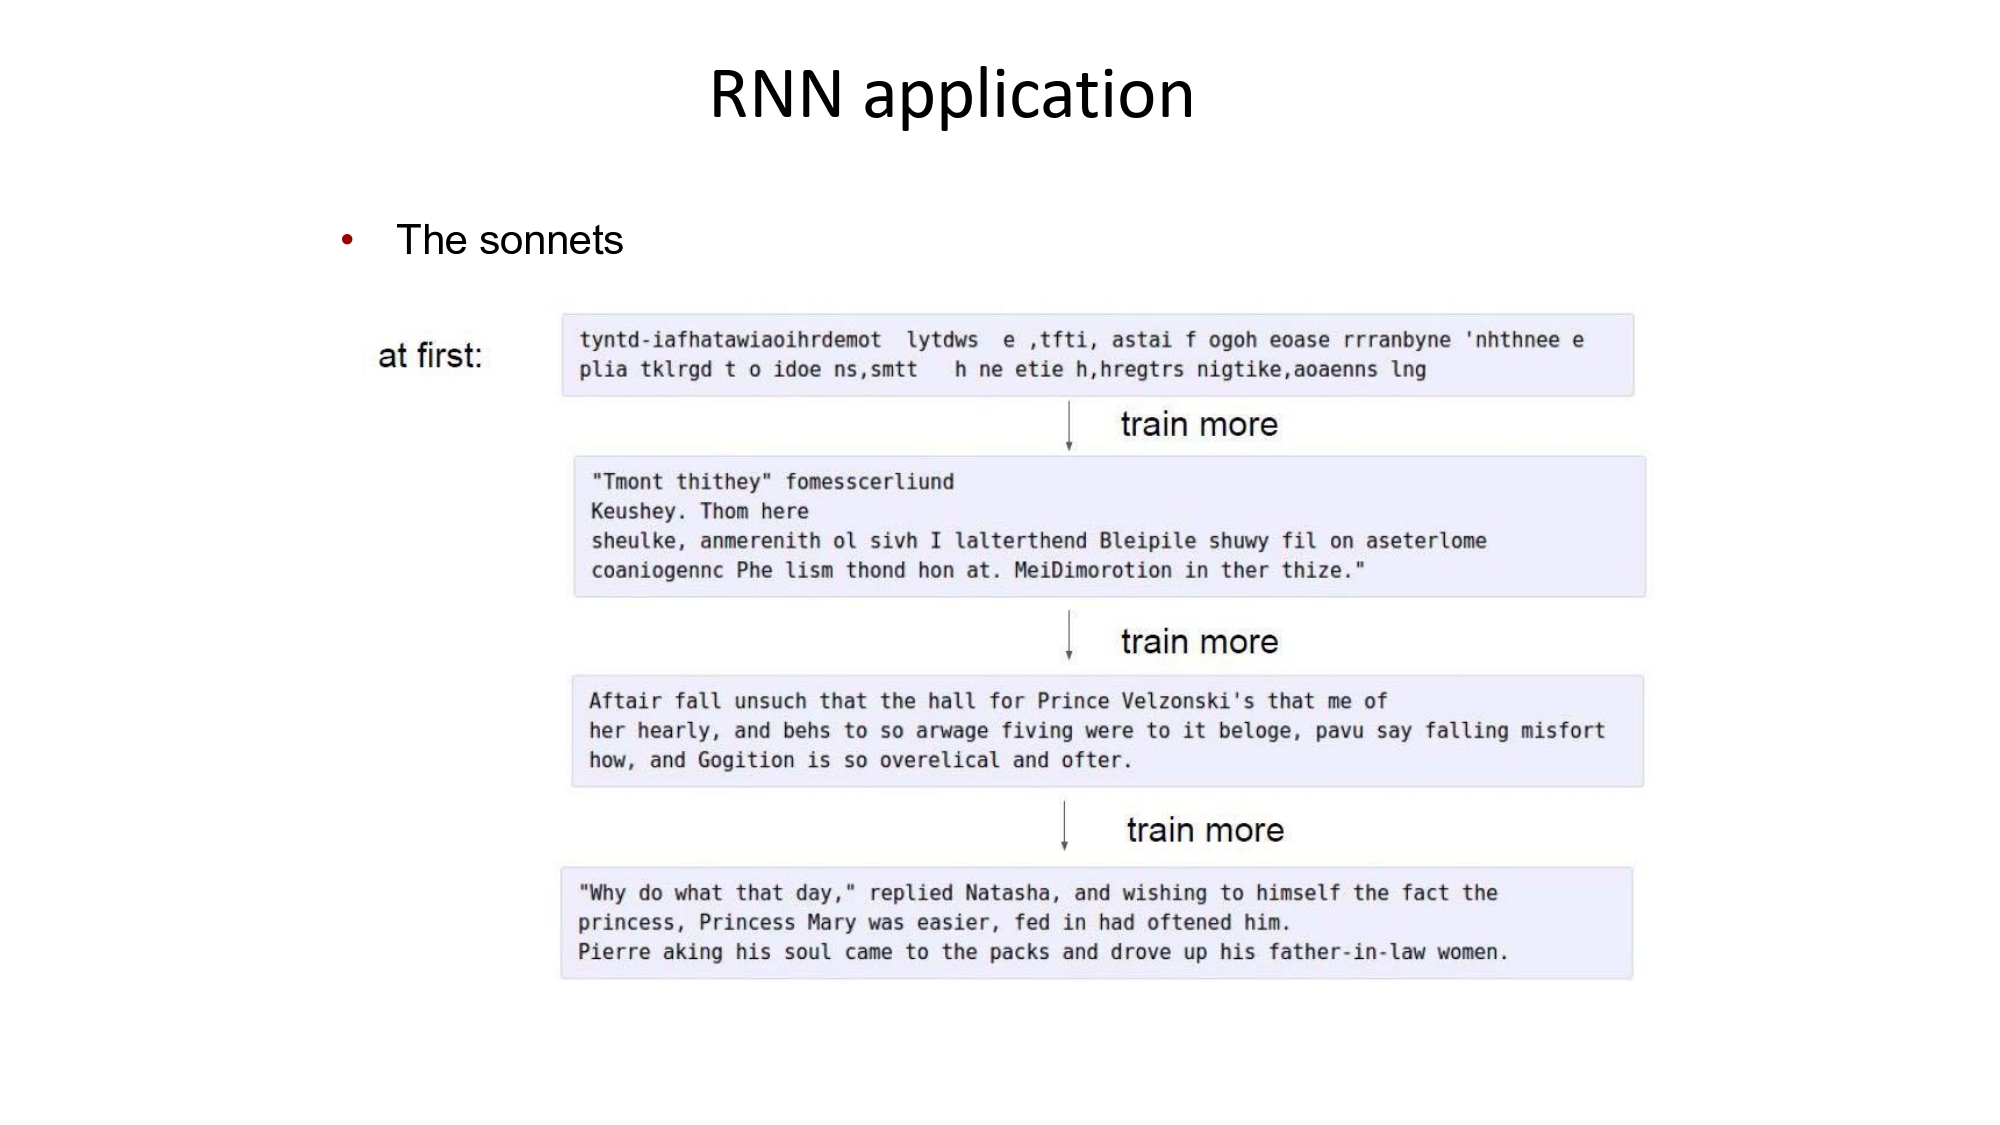 RNN application
• The sonnets
at first:
tyntd-iafhatawiaoihrdemot lytdws e ,tfti, astai f ogoh eoase rrranbyne 'nhthnee e
plia tklrgd t o idoe ns,smtt h ne etie h,hregtrs nigtike,aoaenns lng
train more
"Tmont thithey" fomesscerliund
Keushey. Thom here
sheulke, anmerenith ol sivh I lalterthend Bleipile shuwy fil on aseterlome
coaniogennc Phe lism thond hon at. MeiDimorotion in ther thize."
train more
Aftair fall unsuch that the hall for Prince Velzonski's that me of
her hearly, and behs to so arwage fiving were to it beloge, pavu say falling misfort
how, and Gogition is so overelical and ofter.
train more
"Why do what that day," replied Natasha, and wishing to himself the fact the
princess, Princess Mary was easier, fed in had oftened him.
Pierre aking his soul came to the packs and drove up his father-in-law women.